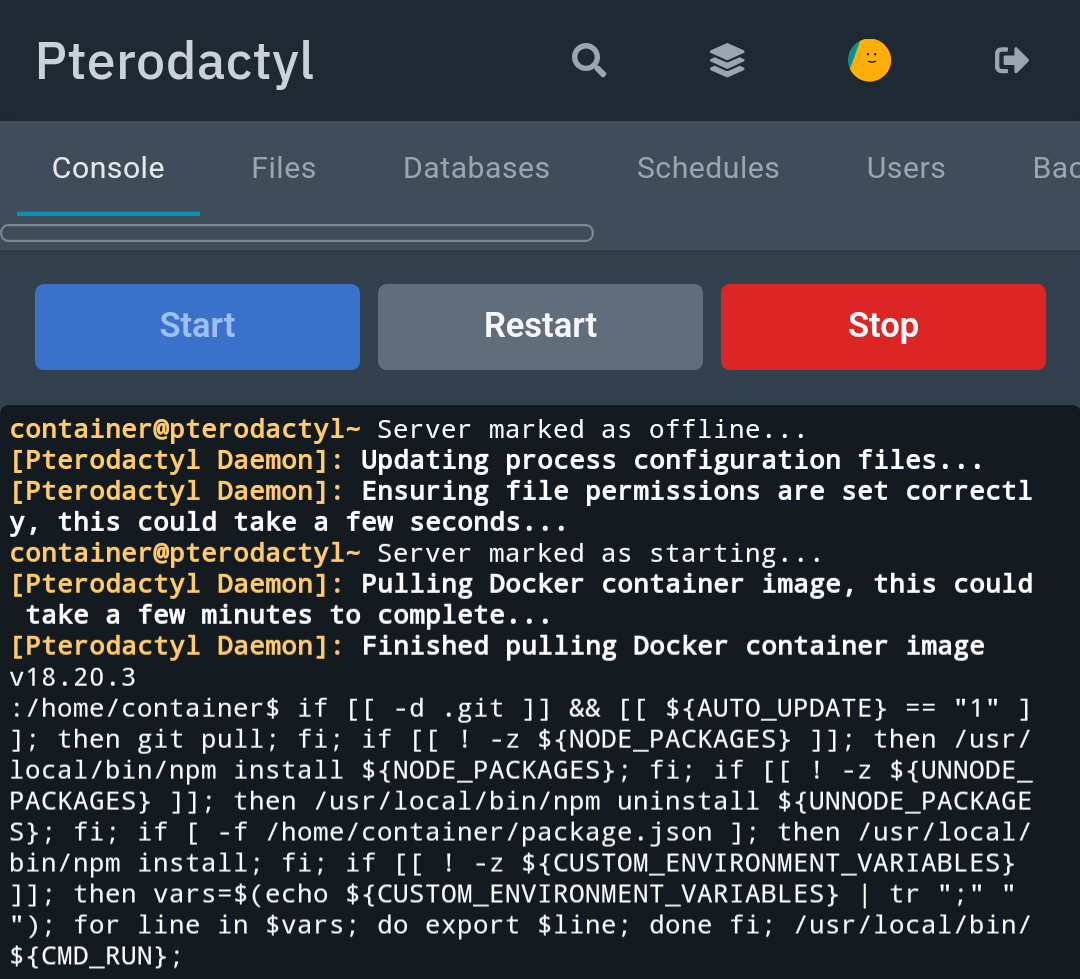 Pterodactyl
Console Files Databases Schedules Users Bac
Start Restart Stop
container@pterodactyl~ Server marked as offline...
[Pterodactyl Daemon]: Updating process configuration files...
[Pterodactyl Daemon]: Ensuring file permissions are set correctl
y, this could take a few seconds...
container@pterodactyl~ Server marked as starting...
[Pterodactyl Daemon]: Pulling Docker container image, this could
 take a few minutes to complete...
[Pterodactyl Daemon]: Finished pulling Docker container image
v18.20.3
:/home/container$ if [[ -d .git ]] && [[ ${AUTO_UPDATE} == "1" ]
]; then git pull; fi; if [[ ! -z ${NODE_PACKAGES} ]]; then /usr/
local/bin/npm install ${NODE_PACKAGES}; fi; if [[ ! -z ${UNNODE_
PACKAGES} ]]; then /usr/local/bin/npm uninstall ${UNNODE_PACKAGE
S}; fi; if [ -f /home/container/package.json ]; then /usr/local/
bin/npm install; fi; if [[ ! -z ${CUSTOM_ENVIRONMENT_VARIABLES}
]]; then vars=$(echo ${CUSTOM_ENVIRONMENT_VARIABLES} | tr ";" "
"); for line in $vars; do export $line; done fi; /usr/local/bin/
${CMD_RUN};